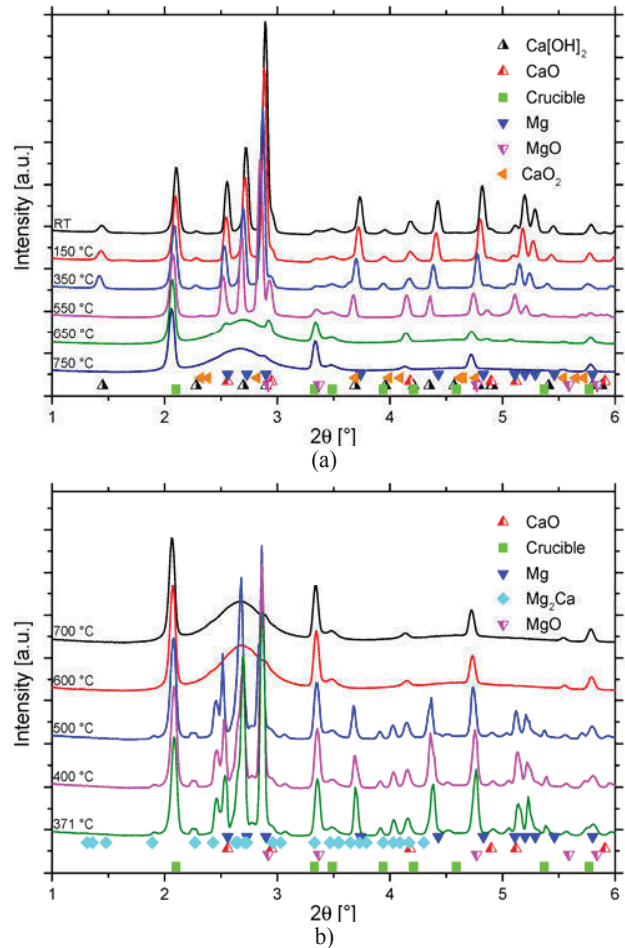 Intensity [a.u.]
Ca[OH]₂
CaO
Crucible
Mg
MgO
CaO₂
RT
150 °C
350 °C
550 °C
650 °C
750 °C
1 2 3 4 5 6
2θ [°]
(a)
Intensity [a.u.]
CaO
Crucible
Mg
Mg₂Ca
MgO
700 °C
600 °C
500 °C
400 °C
371 °C
1 2 3 4 5 6
2θ [°]
b)